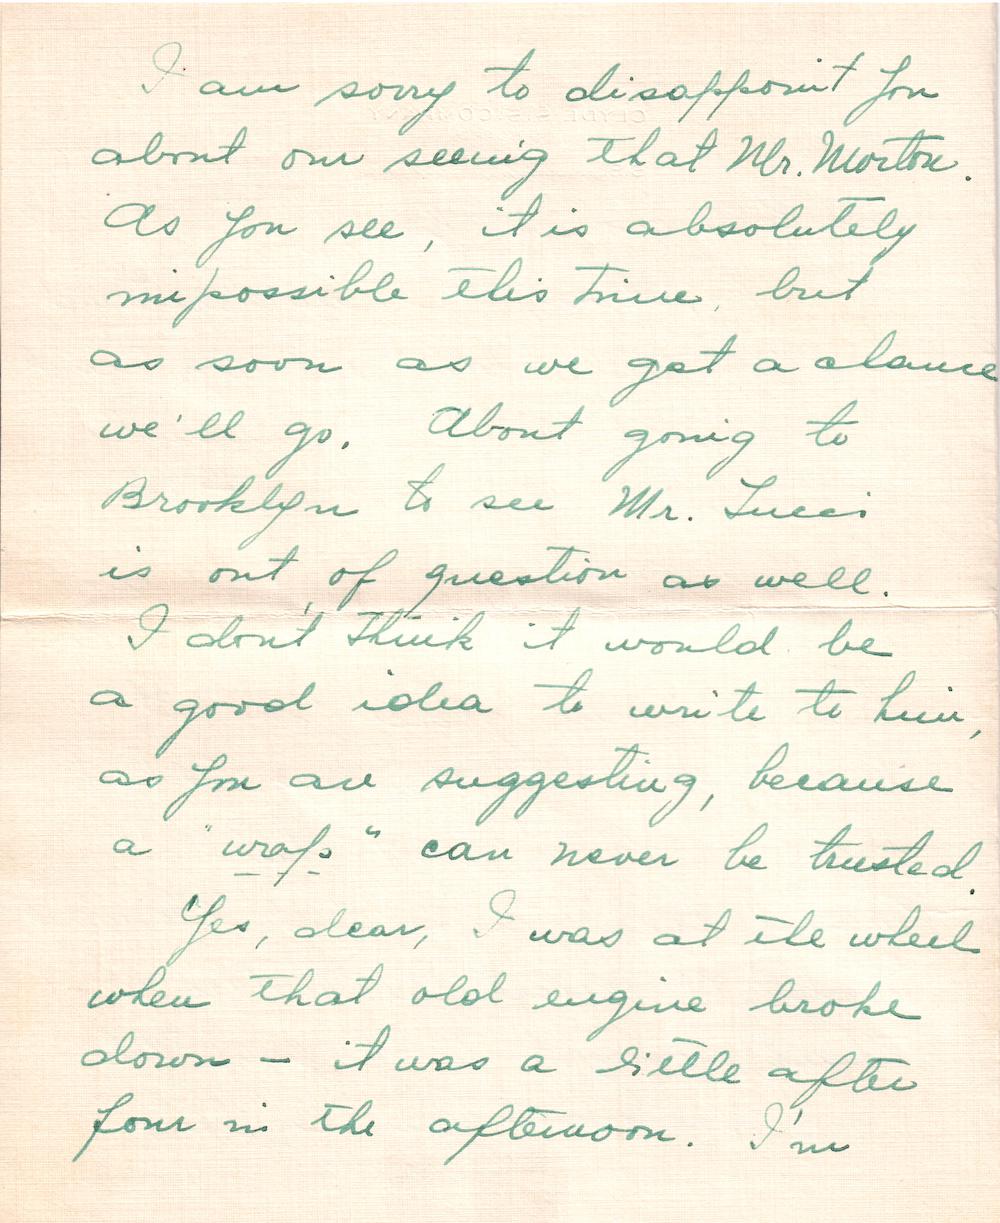 I am sorry to disappoint you
about our seeing that Mr. Morton.
As you see, it is absolutely
impossible this time, but
as soon as we get a chance
we'll go. About going to
Brooklyn to see Mr. Lucci
is out of question as well.
I don't think it would be
a good idea to write to him,
as you are suggesting, because
a "wop" can never be trusted.
Yes, dear, I was at the wheel
when that old engine broke
down – it was a little after
four in the afternoon. I'm